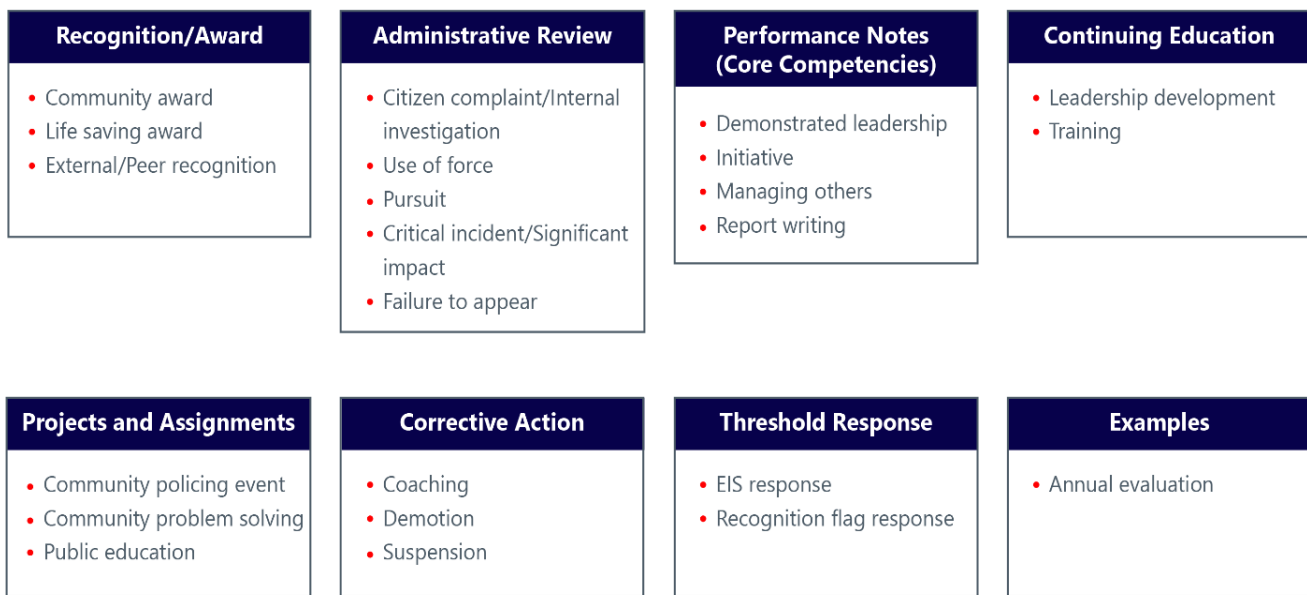 Recognition/Award
• Community award
• Life saving award
• External/Peer recognition
Administrative Review
• Citizen complaint/Internal
investigation
• Use of force
• Pursuit
• Critical incident/Significant
impact
• Failure to appear
Performance Notes
(Core Competencies)
• Demonstrated leadership
• Initiative
• Managing others
• Report writing
Continuing Education
• Leadership development
• Training
Projects and Assignments
• Community policing event
• Community problem solving
• Public education
Corrective Action
• Coaching
• Demotion
• Suspension
Threshold Response
• EIS response
• Recognition flag response
Examples
• Annual evaluation